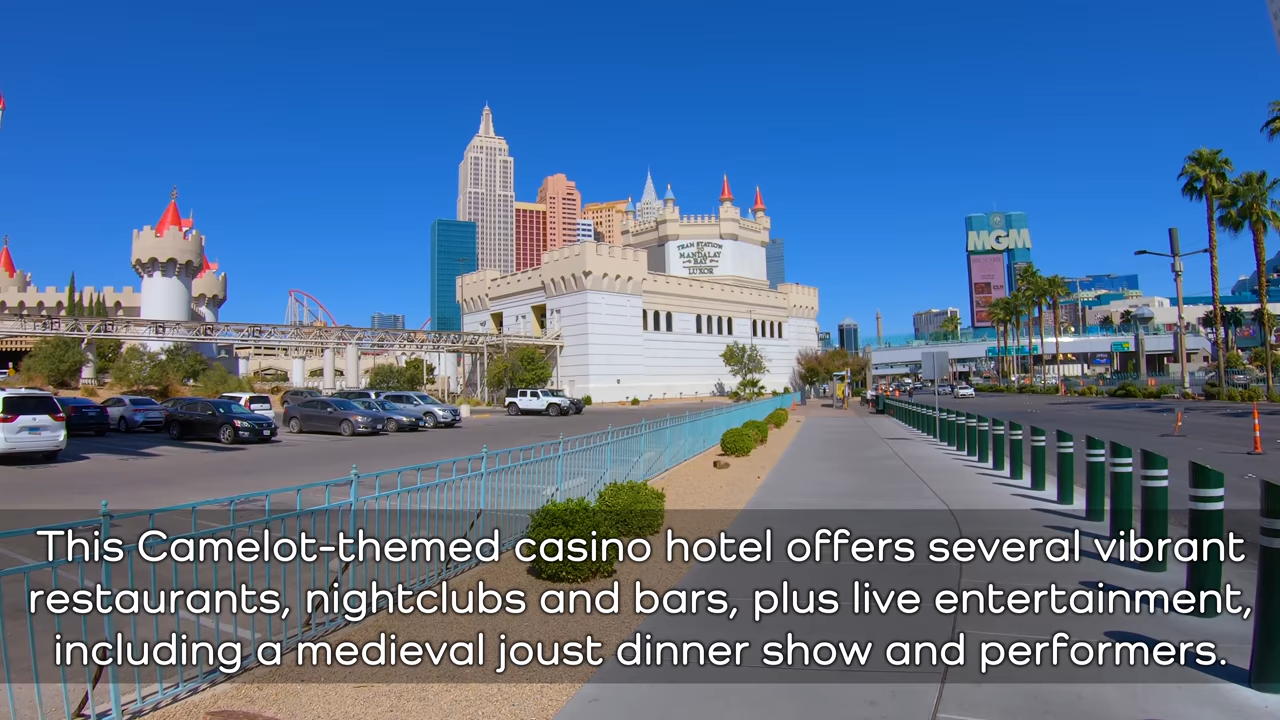 TRAM STATION
TO
MANDALAY
BAY
LUXOR
MGM
This Camelot-themed casino hotel offers several vibrant
restaurants, nightclubs and bars, plus live entertainment,
including a medieval joust dinner show and performers.